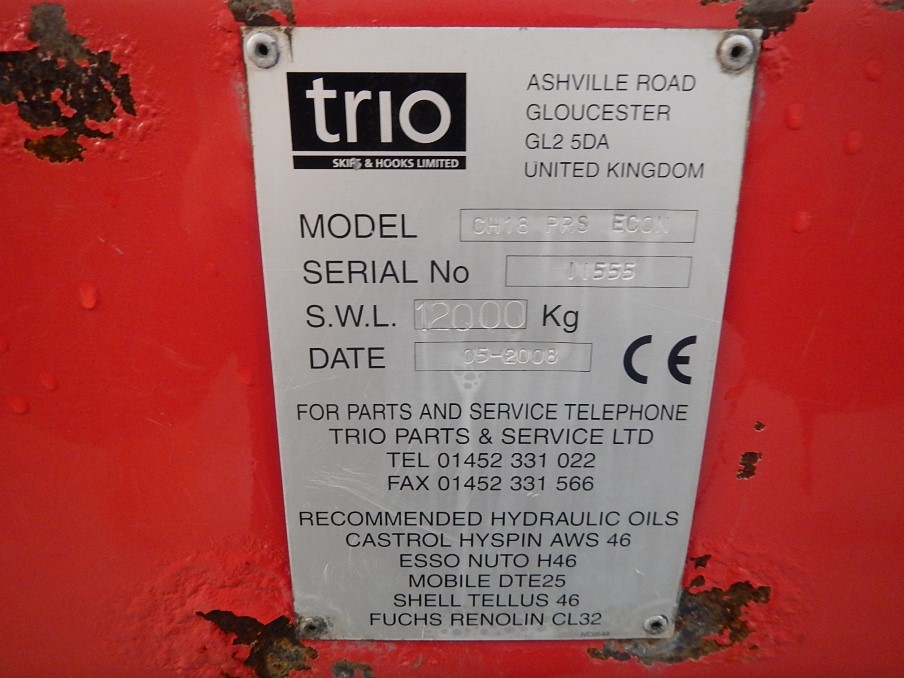 trio
SKIPS & HOOKS LIMITED
ASHVILLE ROAD
GLOUCESTER
GL2 5DA
UNITED KINGDOM
MODEL CH18 PRS ECON
SERIAL No 11555
S.W.L. 12000 Kg
DATE 05-2008
CE
FOR PARTS AND SERVICE TELEPHONE
TRIO PARTS & SERVICE LTD
TEL 01452 331 022
FAX 01452 331 566
RECOMMENDED HYDRAULIC OILS
CASTROL HYSPIN AWS 46
ESSO NUTO H46
MOBILE DTE25
SHELL TELLUS 46
FUCHS RENOLIN CL32